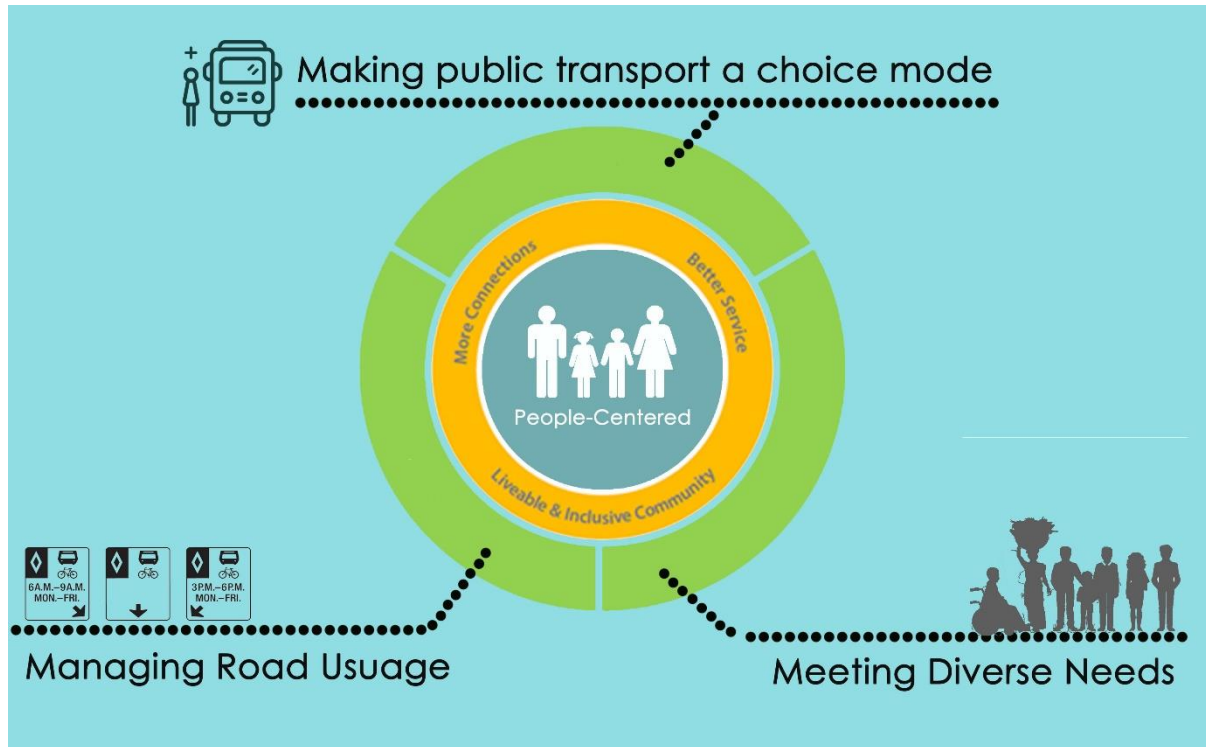 Making public transport a choice mode
More Connections
Better Service
People-Centered
Liveable & Inclusive Community
6A.M.–9A.M.
MON.–FRI.
3P.M.–6P.M.
MON.–FRI.
Managing Road Usuage
Meeting Diverse Needs